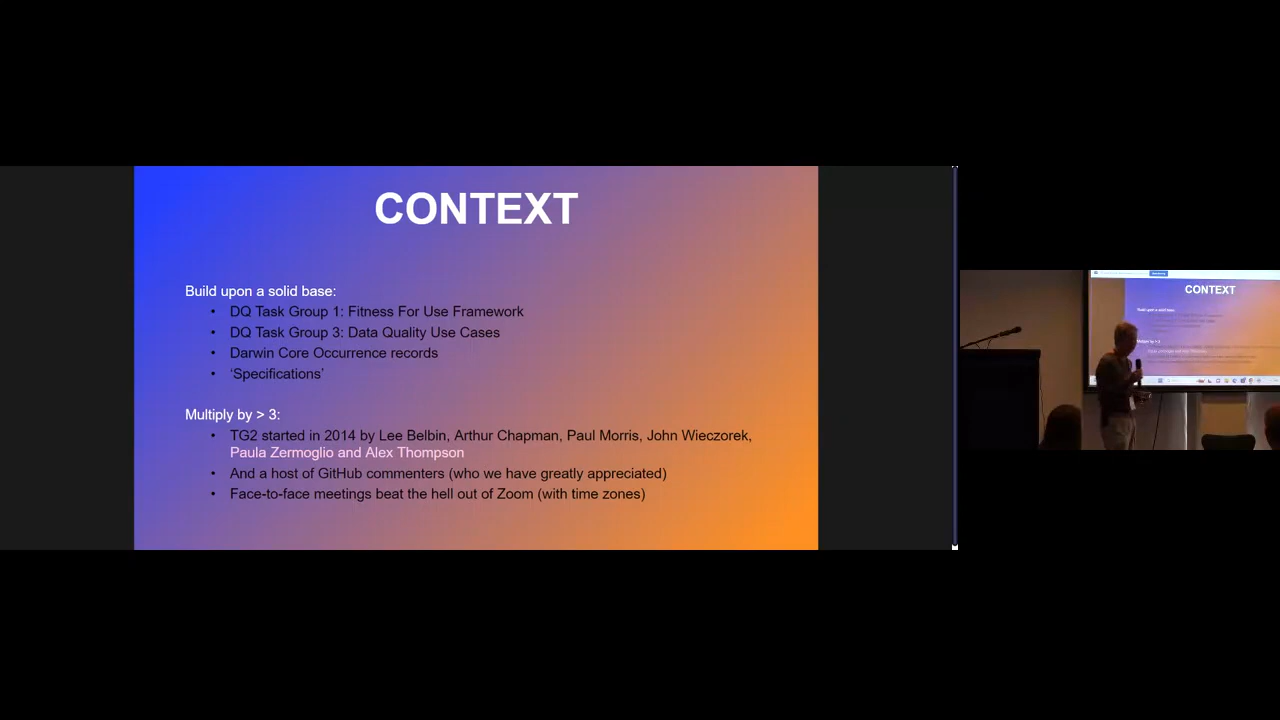 CONTEXT
Build upon a solid base:
• DQ Task Group 1: Fitness For Use Framework
• DQ Task Group 3: Data Quality Use Cases
• Darwin Core Occurrence records
• ‘Specifications’
Multiply by > 3:
• TG2 started in 2014 by Lee Belbin, Arthur Chapman, Paul Morris, John Wieczorek,
Paula Zermoglio and Alex Thompson
• And a host of GitHub commenters (who we have greatly appreciated)
• Face-to-face meetings beat the hell out of Zoom (with time zones)
CONTEXT